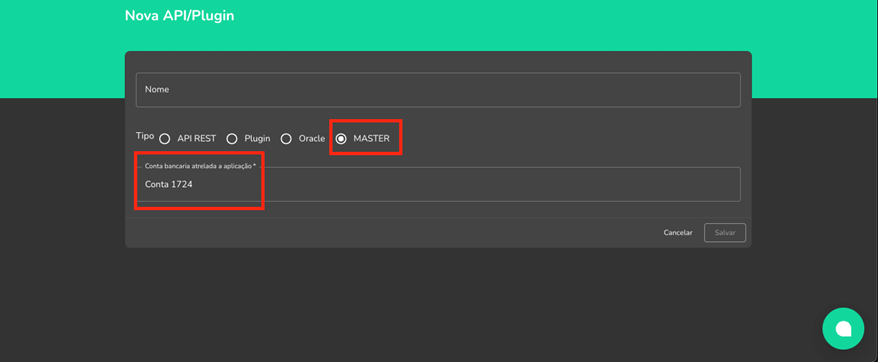 Nova API/Plugin
Nome
Tipo API REST Plugin Oracle MASTER
Conta bancaria atrelada a aplicação *
Conta 1724
Cancelar Salvar